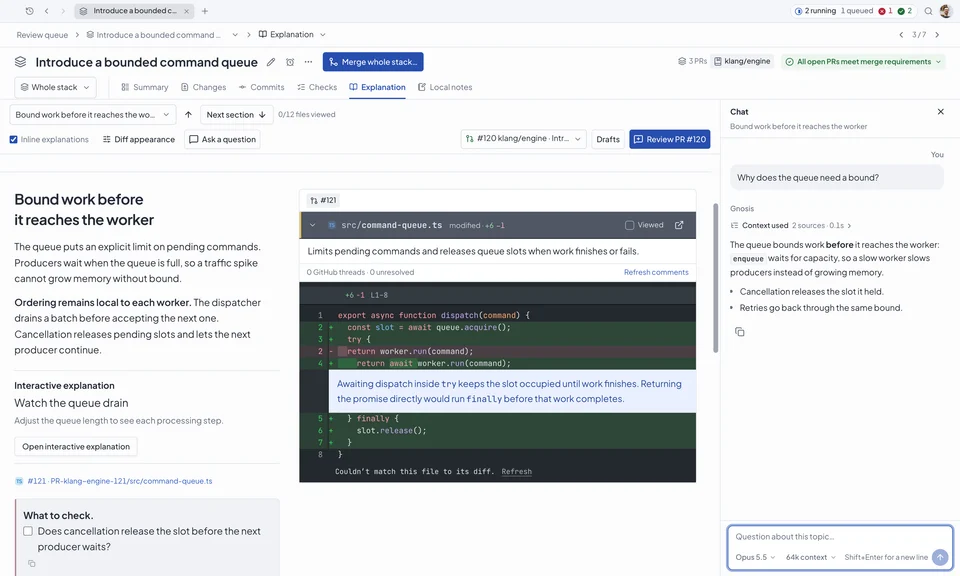 Introduce a bounded c...
2 running 1 queued 1 2
Review queue
Introduce a bounded command ...
Explanation
3/7
Introduce a bounded command queue
Merge whole stack...
3 PRs
klang/engine
All open PRs meet merge requirements
Whole stack
Summary
Changes
Commits
Checks
Explanation
Local notes
Bound work before it reaches the wo...
Next section
0/12 files viewed
Inline explanations
Diff appearance
Ask a question
#120 klang/engine · Intr...
Drafts
Review PR #120
Bound work before
it reaches the worker
The queue puts an explicit limit on pending commands.
Producers wait when the queue is full, so a traffic spike
cannot grow memory without bound.
Ordering remains local to each worker. The dispatcher
drains a batch before accepting the next one.
Cancellation releases pending slots and lets the next
producer continue.
Interactive explanation
Watch the queue drain
Adjust the queue length to see each processing step.
Open interactive explanation
TS #121 · PR-klang-engine-121/src/command-queue.ts
What to check.
Does cancellation release the slot before the next
producer waits?
#121
TS src/command-queue.ts modified +6 -1
Viewed
Limits pending commands and releases queue slots when work finishes or fails.
0 GitHub threads · 0 unresolved
Refresh comments
+6 -1 L1-8
1 export async function dispatch(command) {
2 + const slot = await queue.acquire();
3 + try {
2 - return worker.run(command);
4 + return await worker.run(command);
Awaiting dispatch inside try keeps the slot occupied until work finishes. Returning
the promise directly would run finally before that work completes.
5 + } finally {
6 + slot.release();
7 + }
8 }
Couldn't match this file to its diff. Refresh
Chat
Bound work before it reaches the worker
You
Why does the queue need a bound?
Gnosis
Context used 2 sources · 0.1s
The queue bounds work before it reaches the worker:
enqueue waits for capacity, so a slow worker slows
producers instead of growing memory.
• Cancellation releases the slot it held.
• Retries go back through the same bound.
Question about this topic...
Opus 5.5
64k context
Shift+Enter for a new line